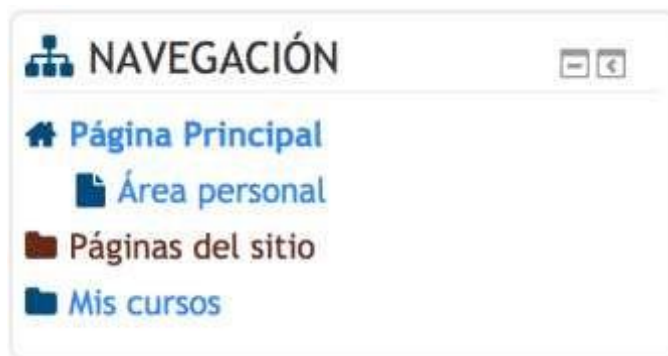 NAVEGACIÓN
Página Principal
Área personal
Páginas del sitio
Mis cursos